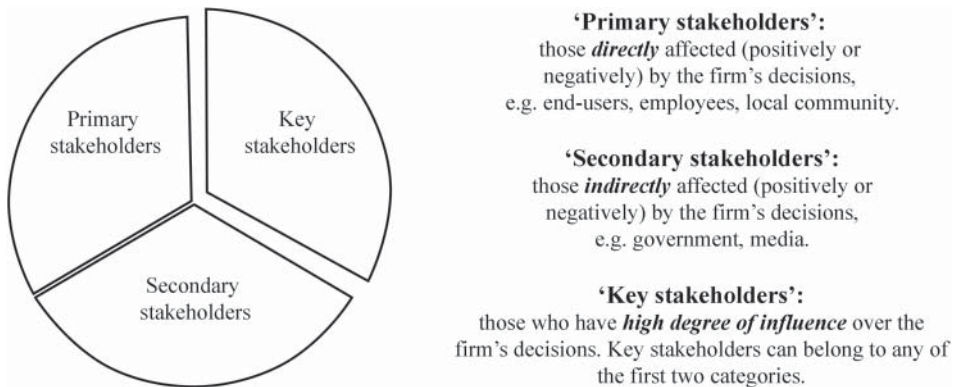 Primary
stakeholders
Key
stakeholders
Secondary
stakeholders
‘Primary stakeholders’:
those directly affected (positively or
negatively) by the firm’s decisions,
e.g. end-users, employees, local community.
‘Secondary stakeholders’:
those indirectly affected (positively or
negatively) by the firm’s decisions,
e.g. government, media.
‘Key stakeholders’:
those who have high degree of influence over the
firm’s decisions. Key stakeholders can belong to any of
the first two categories.